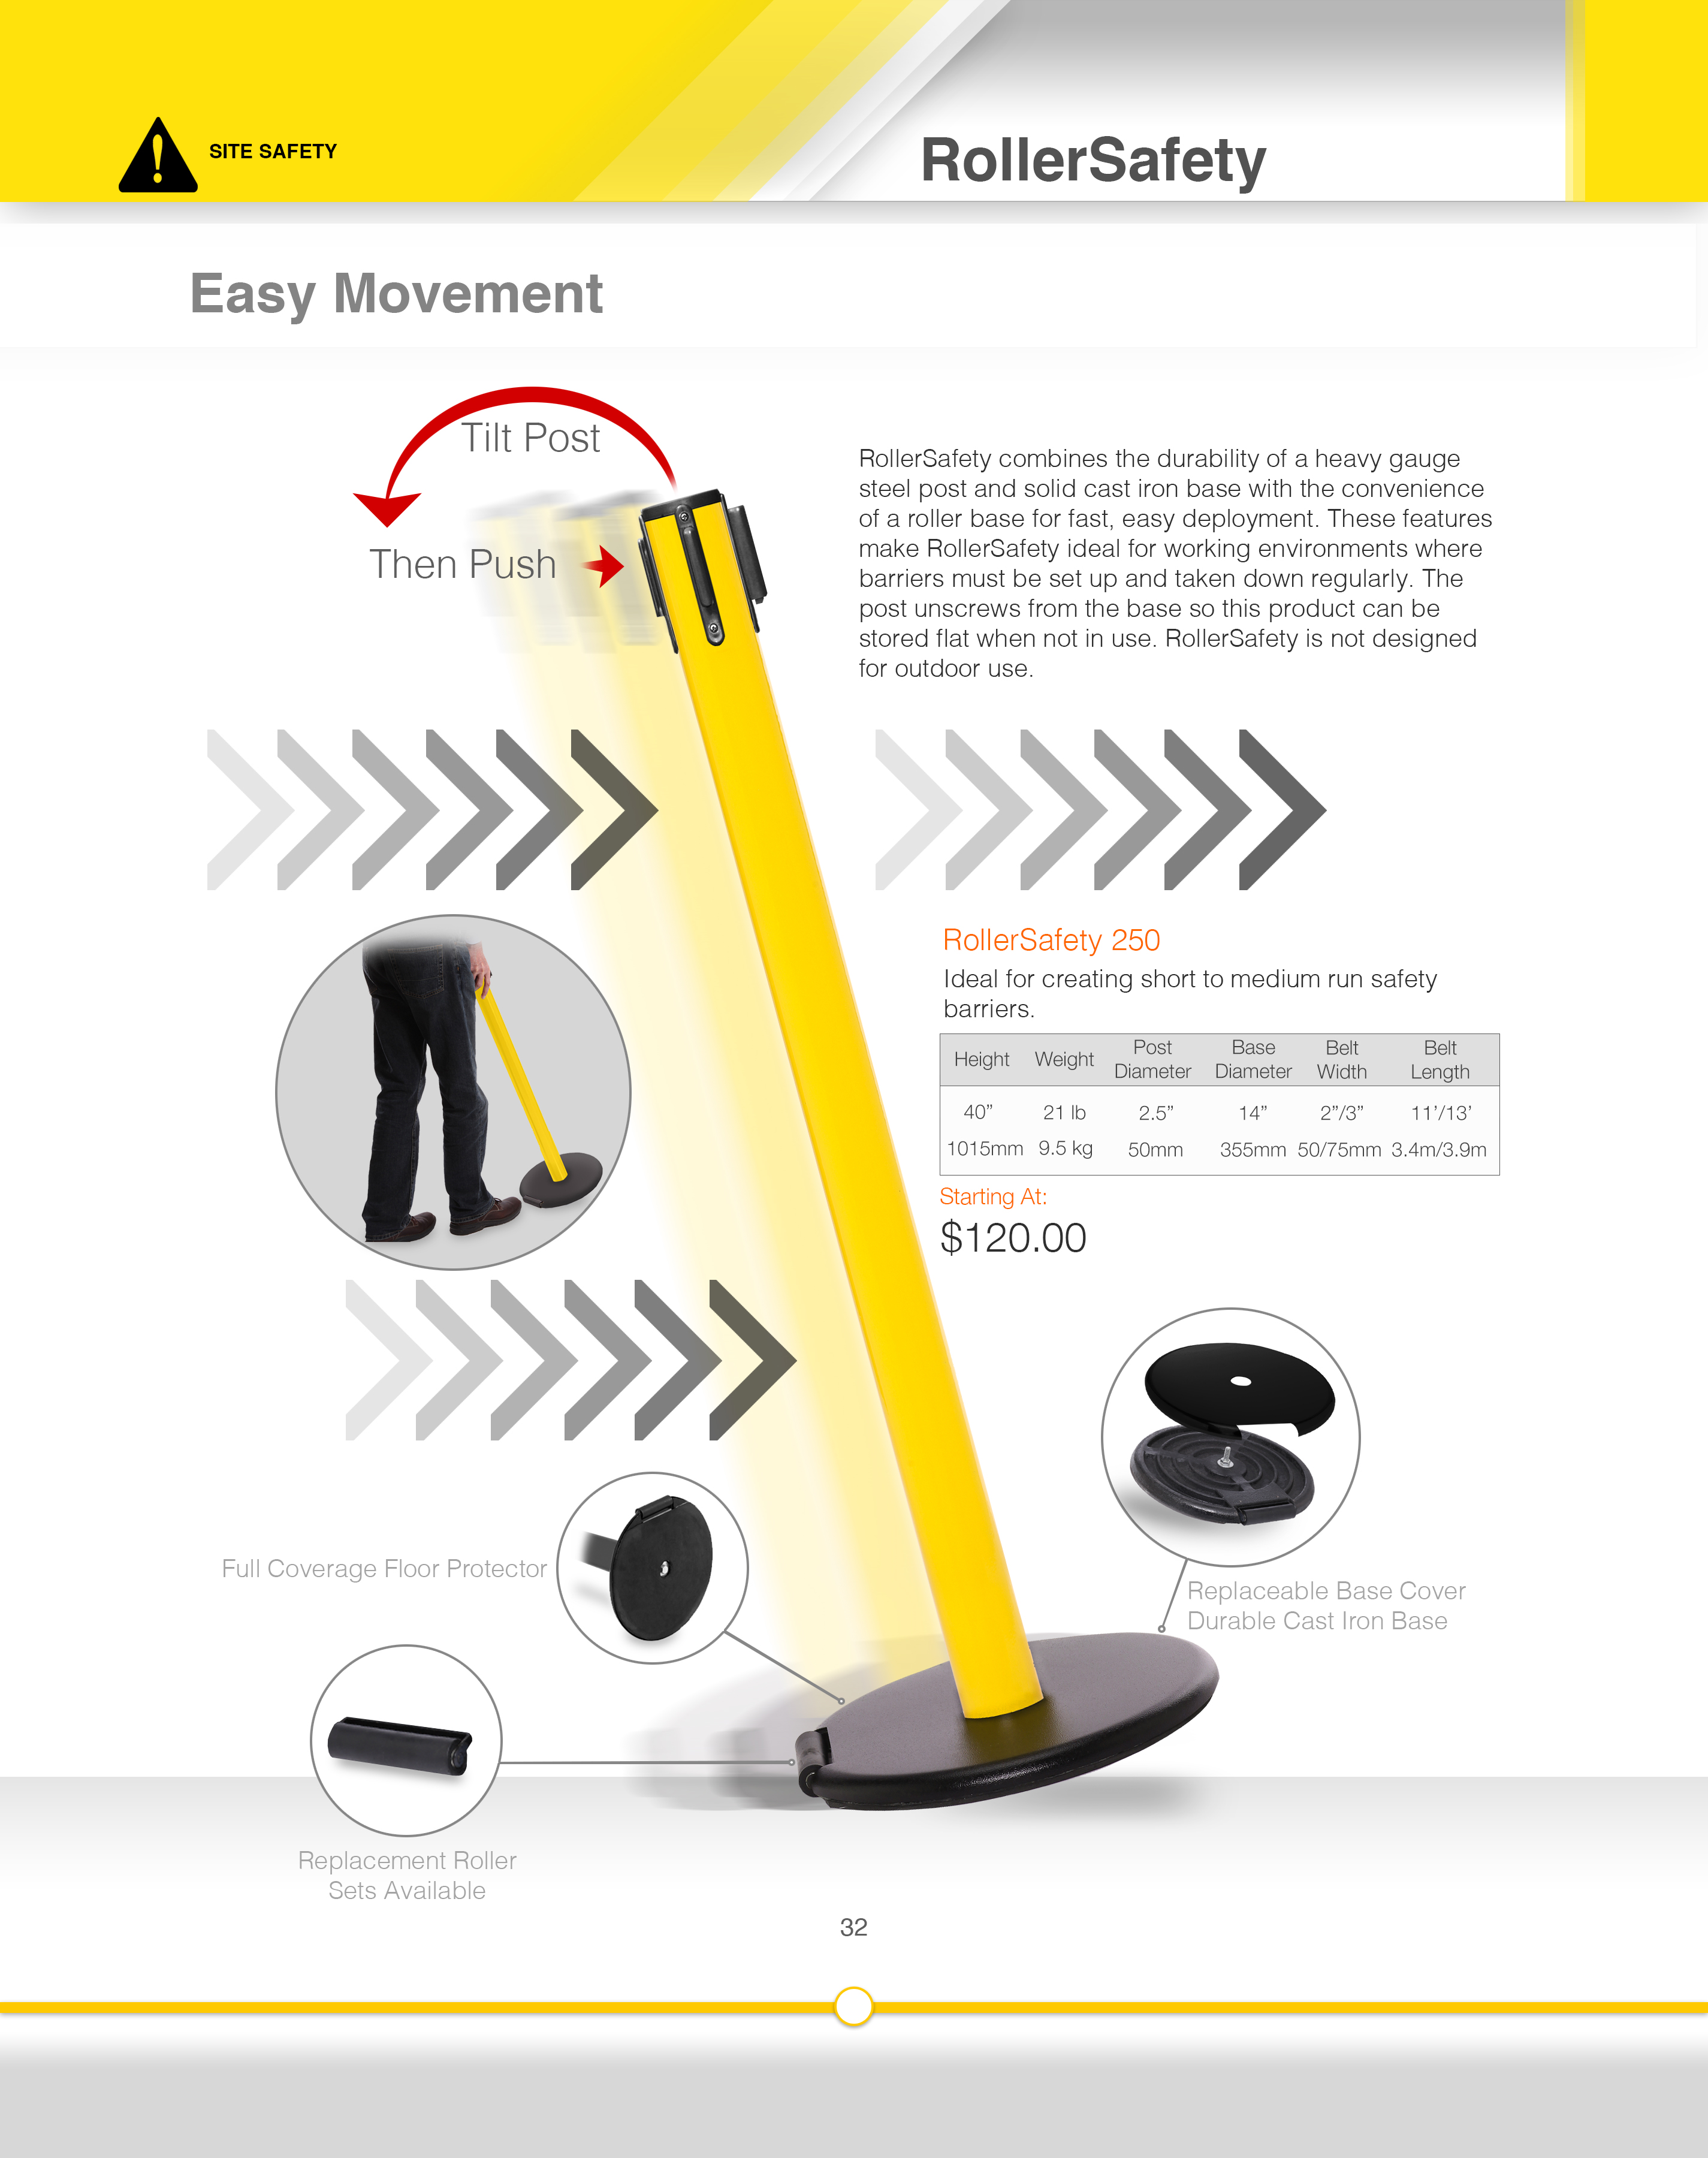 SITE SAFETY
RollerSafety
Easy Movement
Tilt Post
Then Push
RollerSafety combines the durability of a heavy gauge
steel post and solid cast iron base with the convenience
of a roller base for fast, easy deployment. These features
make RollerSafety ideal for working environments where
barriers must be set up and taken down regularly. The
post unscrews from the base so this product can be
stored flat when not in use. RollerSafety is not designed
for outdoor use.
RollerSafety 250
Ideal for creating short to medium run safety
barriers.
Height Weight Post Diameter Base Diameter Belt Width Belt Length
40” 21 lb 2.5” 14” 2”/3” 11’/13’
1015mm 9.5 kg 50mm 355mm 50/75mm 3.4m/3.9m
Starting At:
$120.00
Full Coverage Floor Protector
Replaceable Base Cover
Durable Cast Iron Base
Replacement Roller
Sets Available
32